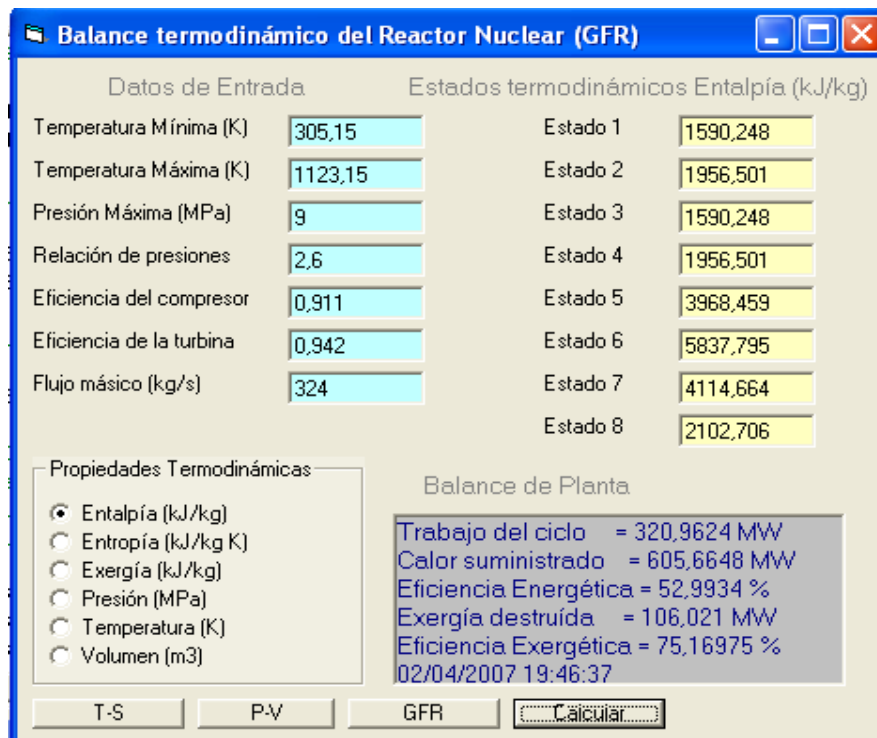 Balance termodinámico del Reactor Nuclear (GFR)
Datos de Entrada Estados termodinámicos Entalpía (kJ/kg)
Temperatura Mínima (K) 305,15 Estado 1 1590,248
Temperatura Máxima (K) 1123,15 Estado 2 1956,501
Presión Máxima (MPa) 9 Estado 3 1590,248
Relación de presiones 2,6 Estado 4 1956,501
Eficiencia del compresor 0,911 Estado 5 3968,459
Eficiencia de la turbina 0,942 Estado 6 5837,795
Flujo másico (kg/s) 324 Estado 7 4114,664
Estado 8 2102,706
Propiedades Termodinámicas
Entalpía (kJ/kg)
Entropía (kJ/kg K)
Exergía (kJ/kg)
Presión (MPa)
Temperatura (K)
Volumen (m3)
Balance de Planta
Trabajo del ciclo = 320,9624 MW
Calor suministrado = 605,6648 MW
Eficiencia Energética = 52,9934 %
Exergía destruída = 106,021 MW
Eficiencia Exergética = 75,16975 %
02/04/2007 19:46:37
T-S P-V GFR Calcular